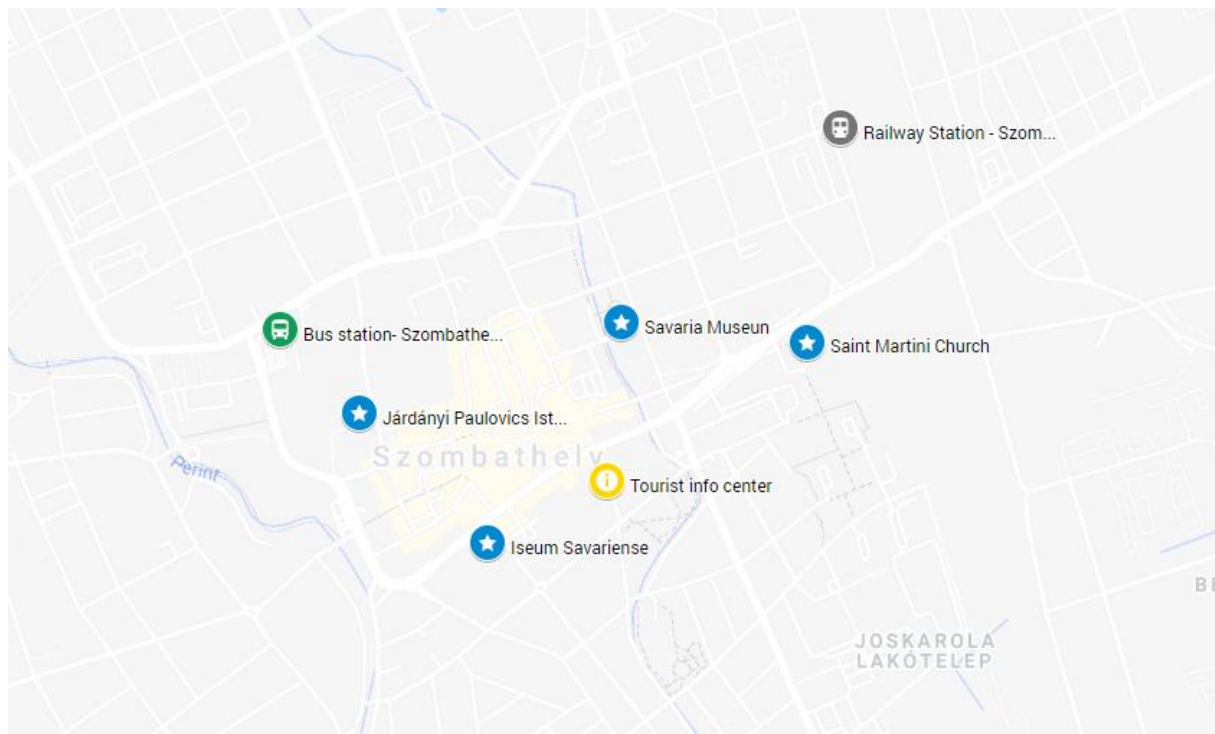 Railway Station - Szom...
Savaria Museun
Bus station- Szombathe...
Saint Martini Church
Járdányi Paulovics Ist...
Szombathely
Perint
Tourist info center
Iseum Savariense
BE
JOSKAROLA
LAKÓTELEP